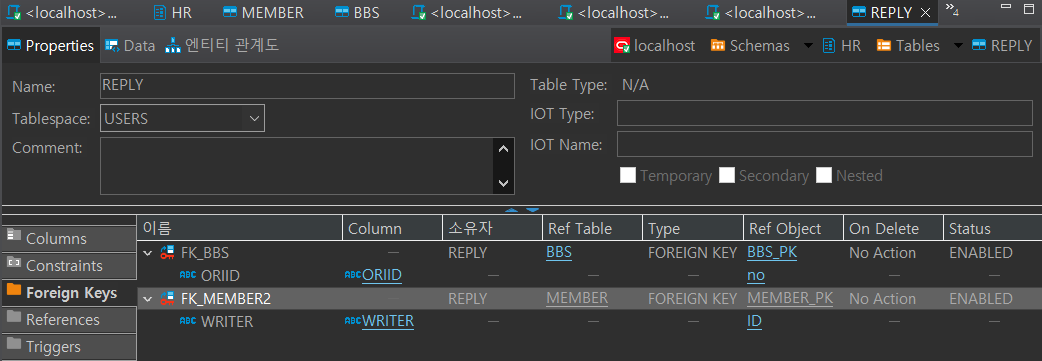 <localhost>... HR MEMBER BBS <localhost>... <localhost>... <localhost>... REPLY »4
Properties Data 엔티티 관계도 localhost Schemas HR Tables REPLY
Name: REPLY Table Type: N/A
Tablespace: USERS IOT Type:
Comment: IOT Name:
Temporary Secondary Nested
이름 Column 소유자 Ref Table Type Ref Object On Delete Status
Columns
FK_BBS — REPLY BBS FOREIGN KEY BBS_PK No Action ENABLED
Constraints
ABC ORIID ABC ORIID — — — no — —
Foreign Keys
FK_MEMBER2 — REPLY MEMBER FOREIGN KEY MEMBER_PK No Action ENABLED
References
ABC WRITER ABC WRITER — — — ID — —
Triggers